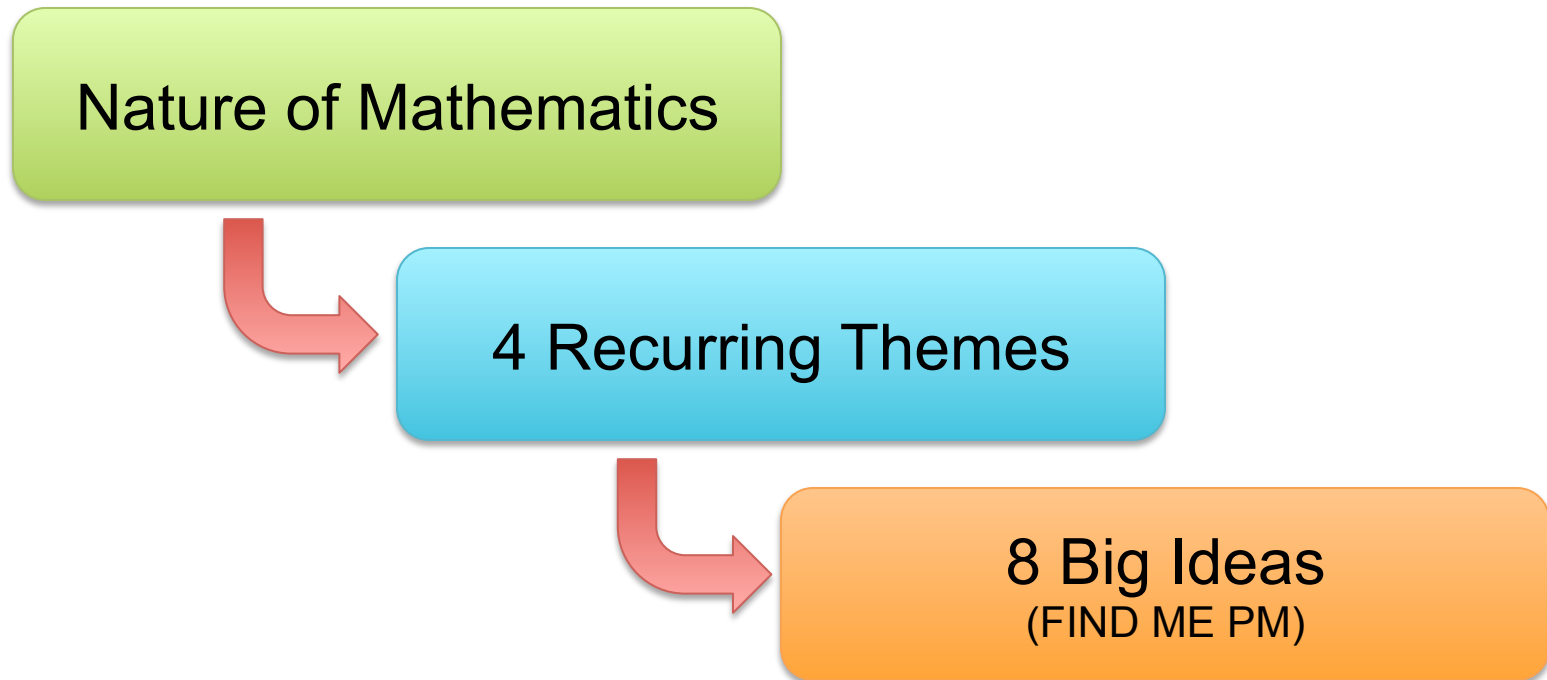 Nature of Mathematics
4 Recurring Themes
8 Big Ideas
(FIND ME PM)